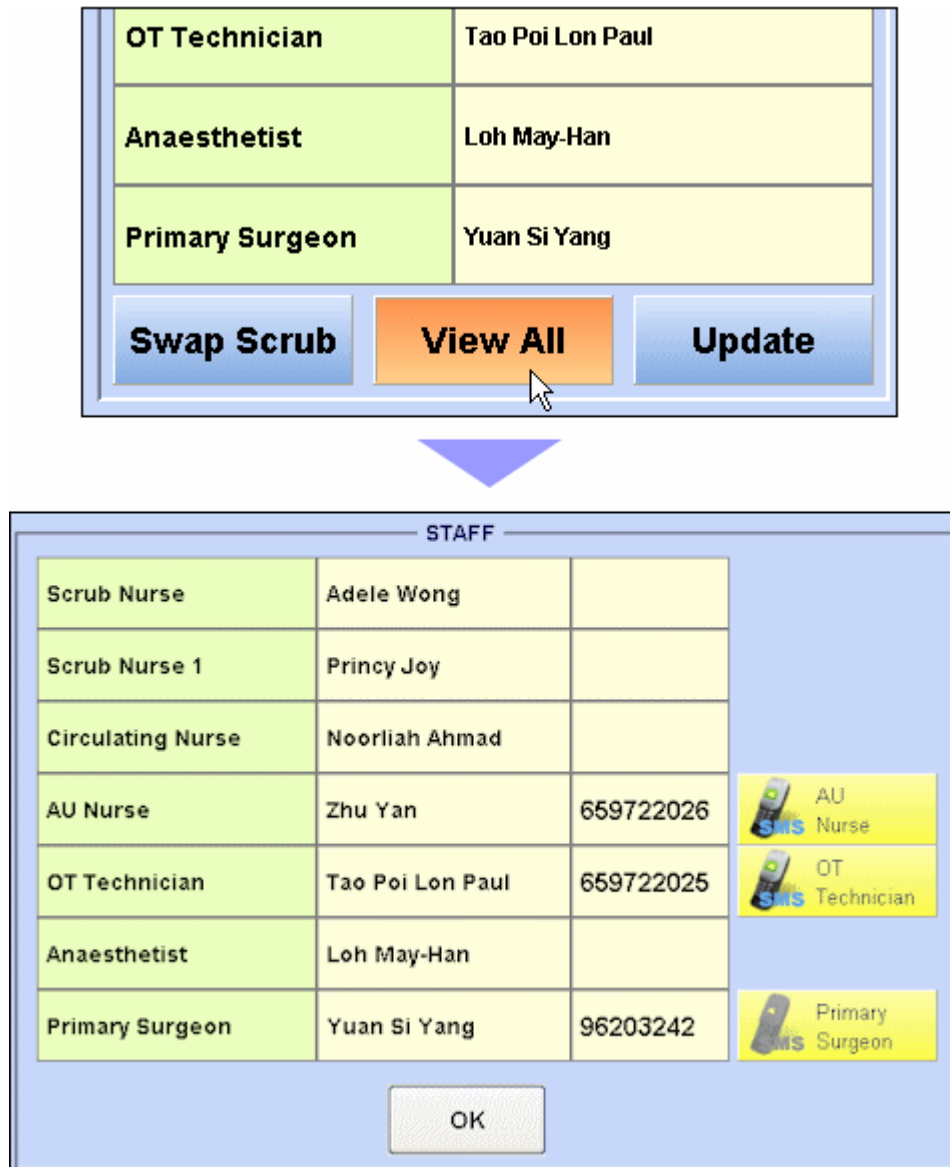 OT Technician Tao Poi Lon Paul
Anaesthetist Loh May-Han
Primary Surgeon Yuan Si Yang
Swap Scrub View All Update
STAFF
Scrub Nurse Adele Wong
Scrub Nurse 1 Princy Joy
Circulating Nurse Noorliah Ahmad
AU Nurse Zhu Yan 659722026 SMS AU
Nurse
OT Technician Tao Poi Lon Paul 659722025 SMS OT
Technician
Anaesthetist Loh May-Han
Primary Surgeon Yuan Si Yang 96203242 SMS Primary
Surgeon
OK